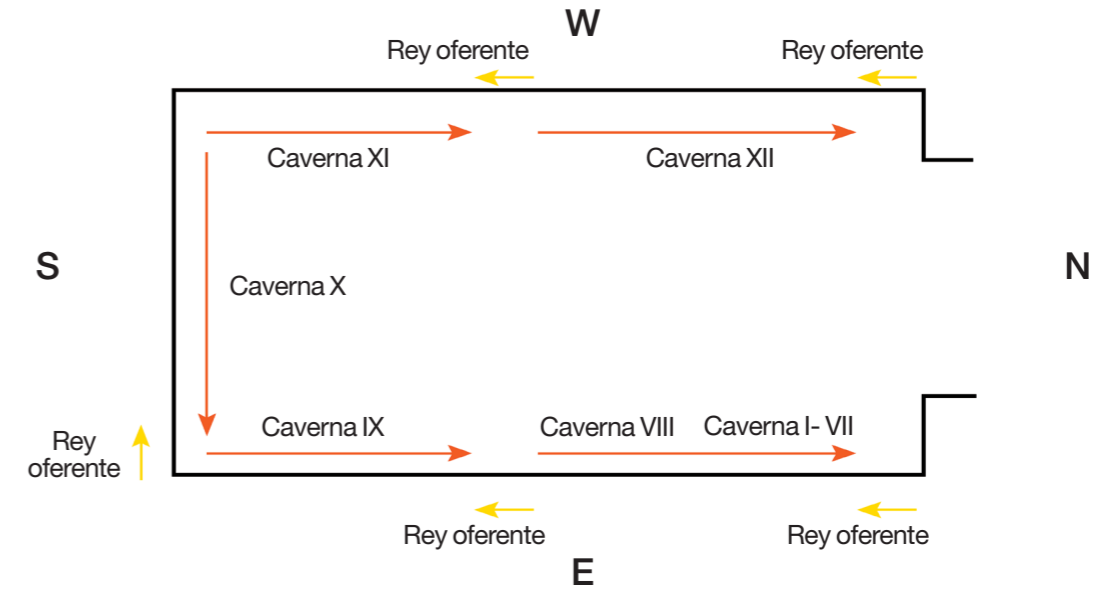 W
Rey oferente
Rey oferente
Caverna XI
Caverna XII
S
N
Caverna X
Caverna IX
Caverna VIII
Caverna I- VII
Rey
oferente
Rey oferente
Rey oferente
E